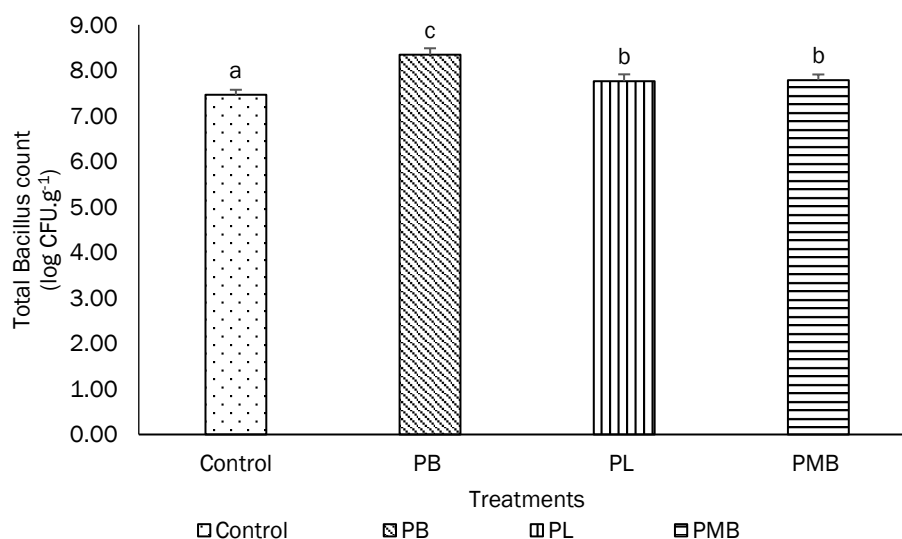 Total Bacillus count
(log CFU.g-1)
9.00
8.00
7.00
6.00
5.00
4.00
3.00
2.00
1.00
0.00
a
c
b
b
Control PB PL PMB
Treatments
Control PB PL PMB